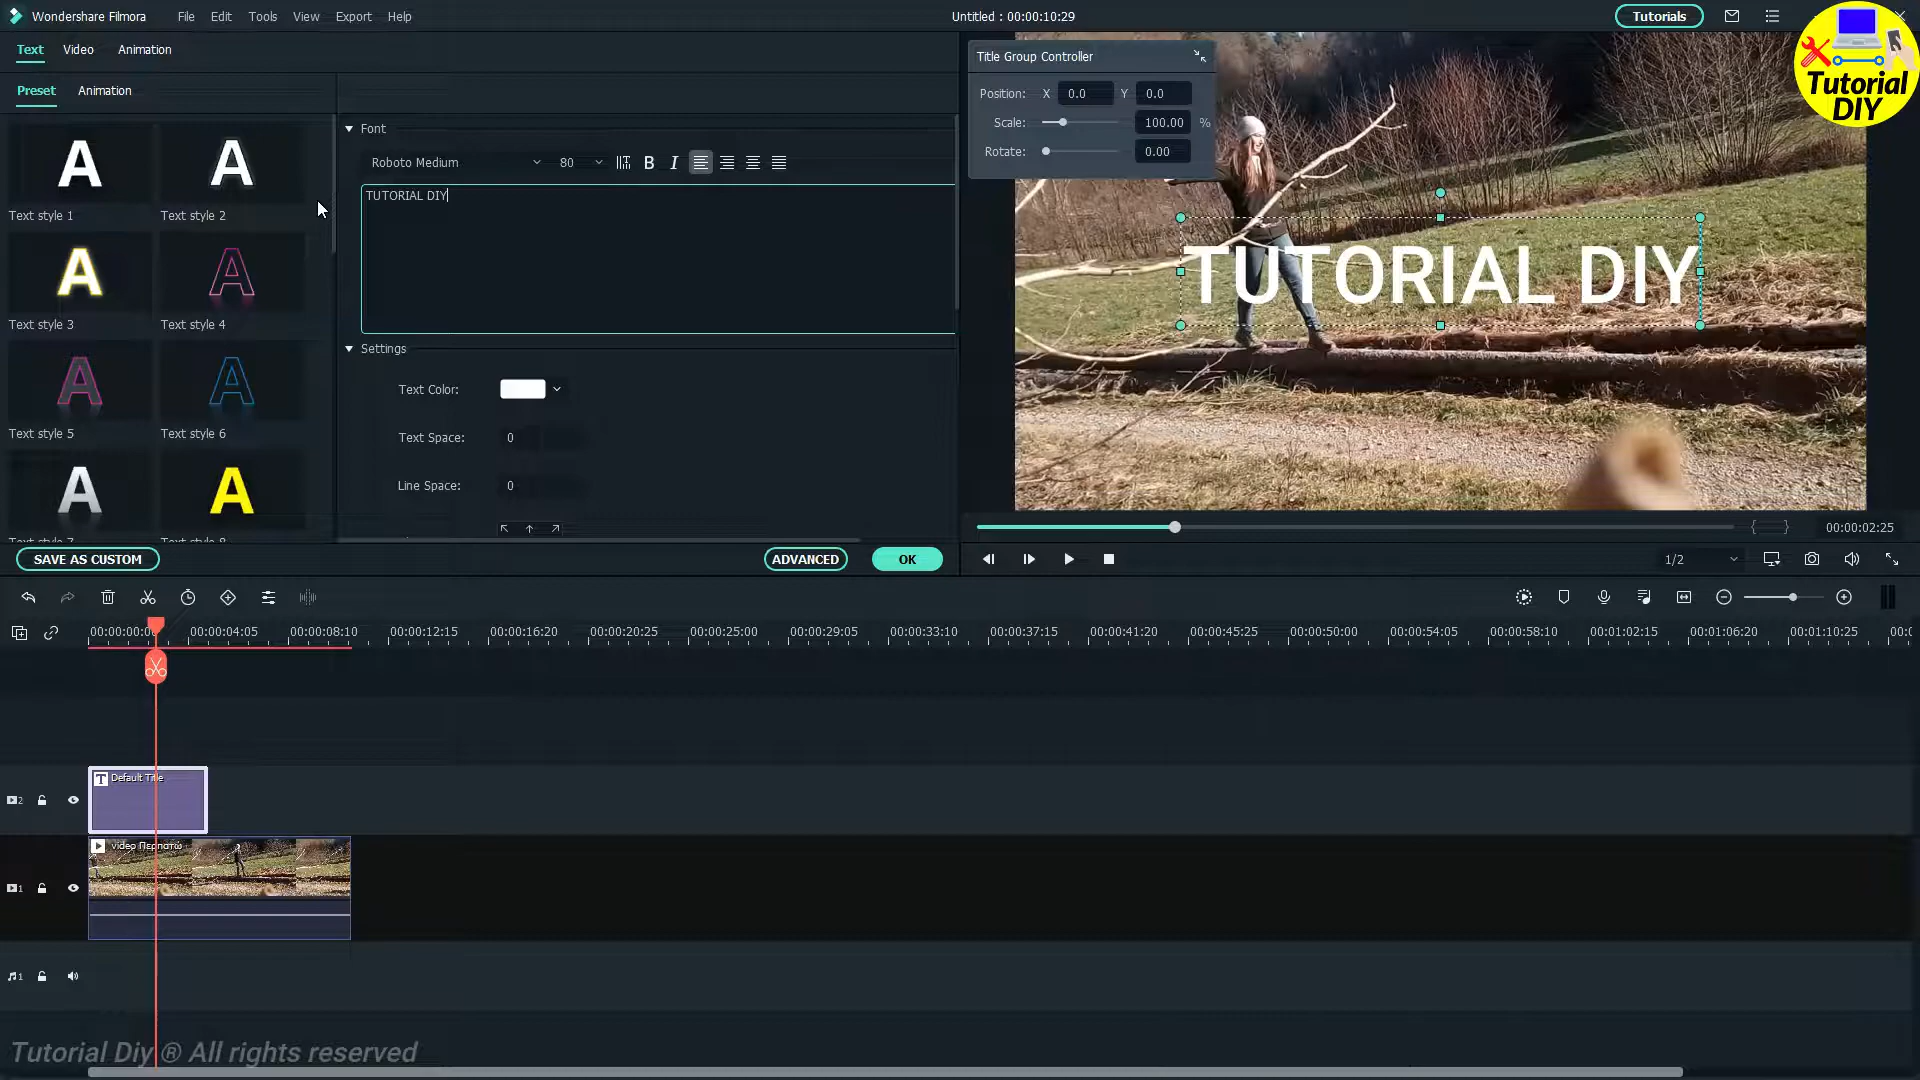 Wondershare Filmora File Edit Tools View Export Help
Untitled : 00:00:10:29
Tutorials
Tutorial
DIY
Text Video Animation
Preset Animation
Text style 1
Text style 2
Text style 3
Text style 4
Text style 5
Text style 6
A A
A A
A A
A A
Font
Roboto Medium 80 B I
TUTORIAL DIY
Settings
Text Color:
Text Space: 0
Line Space: 0
SAVE AS CUSTOM ADVANCED OK
Title Group Controller
Position: X 0.0 Y 0.0
Scale: 100.00 %
Rotate: 0.00
TUTORIAL DIY
00:00:02:25
1/2
00:00:04:05 00:00:08:10 00:00:12:15 00:00:16:20 00:00:20:25 00:00:25:00 00:00:29:05 00:00:33:10 00:00:37:15 00:00:41:20 00:00:45:25 00:00:50:00 00:00:54:05 00:00:58:10 00:01:02:15 00:01:06:20 00:01:10:25
T Default Title
2
video Περπατώ
1
1
Tutorial Diy ® All rights reserved